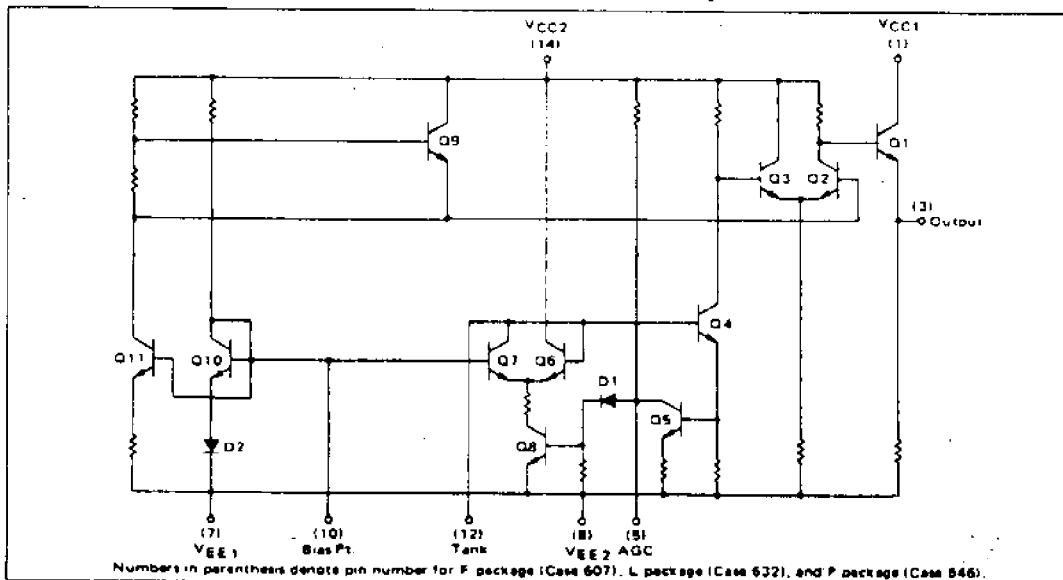 VCC2
(14)
VCC1
(1)
Q9
Q1
Q3
Q2
(3)
Output
Q11
Q10
Q7
Q6
Q4
D1
Q5
Q8
D2
(7)
VEE1
(10)
Bias Pt.
(12)
Tank
(8)
VEE2
(5)
AGC
Numbers in parenthesis denote pin number for F package (Case 607), L package (Case 632), and P package (Case 646).